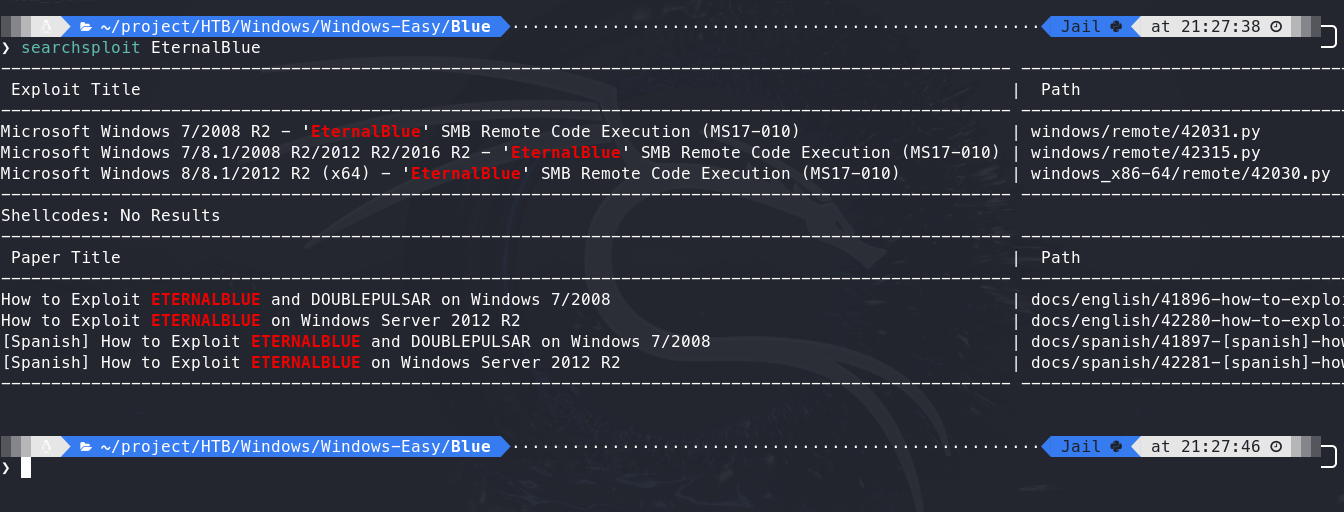 ~/project/HTB/Windows/Windows-Easy/Blue Jail at 21:27:38
❯ searchsploit EternalBlue
Exploit Title | Path
Microsoft Windows 7/2008 R2 - 'EternalBlue' SMB Remote Code Execution (MS17-010) | windows/remote/42031.py
Microsoft Windows 7/8.1/2008 R2/2012 R2/2016 R2 - 'EternalBlue' SMB Remote Code Execution (MS17-010) | windows/remote/42315.py
Microsoft Windows 8/8.1/2012 R2 (x64) - 'EternalBlue' SMB Remote Code Execution (MS17-010) | windows_x86-64/remote/42030.py
Shellcodes: No Results
Paper Title | Path
How to Exploit ETERNALBLUE and DOUBLEPULSAR on Windows 7/2008 | docs/english/41896-how-to-exploi
How to Exploit ETERNALBLUE on Windows Server 2012 R2 | docs/english/42280-how-to-exploi
[Spanish] How to Exploit ETERNALBLUE and DOUBLEPULSAR on Windows 7/2008 | docs/spanish/41897-[spanish]-how
[Spanish] How to Exploit ETERNALBLUE on Windows Server 2012 R2 | docs/spanish/42281-[spanish]-how
~/project/HTB/Windows/Windows-Easy/Blue Jail at 21:27:46
❯